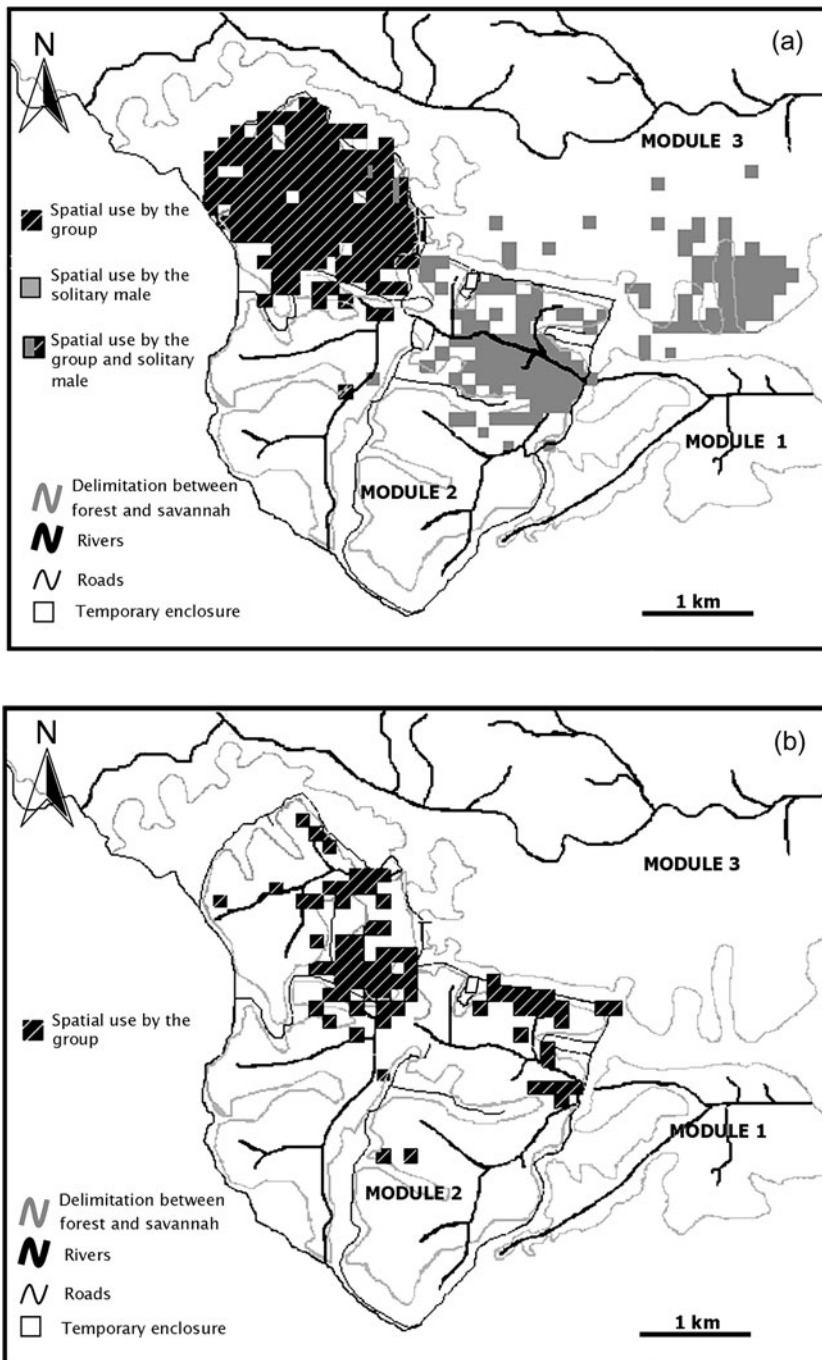 (a)
N
MODULE 3
Spatial use by the
group
Spatial use by the
solitary male
Spatial use by the
group and solitary
male
MODULE 1
MODULE 2
Delimitation between
forest and savannah
Rivers
Roads
Temporary enclosure
1 km
(b)
N
MODULE 3
Spatial use by the
group
MODULE 1
MODULE 2
Delimitation between
forest and savannah
Rivers
Roads
Temporary enclosure
1 km